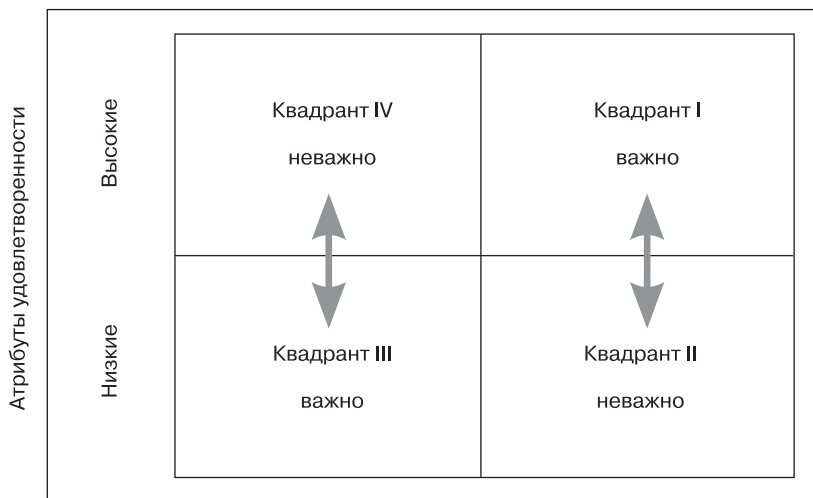 Атрибуты удовлетворенности
Высокие
Квадрант IV
неважно
Квадрант I
важно
Низкие
Квадрант III
важно
Квадрант II
неважно